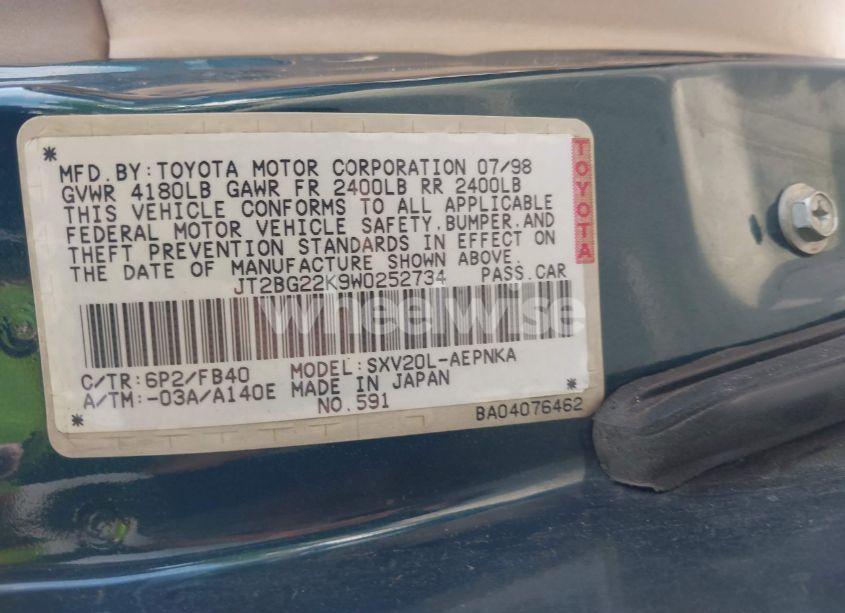 * MFD. BY: TOYOTA MOTOR CORPORATION 07/98
GVWR 4180LB GAWR FR 2400LB RR 2400LB
THIS VEHICLE CONFORMS TO ALL APPLICABLE
FEDERAL MOTOR VEHICLE SAFETY, BUMPER, AND
THEFT PREVENTION STANDARDS IN EFFECT ON
THE DATE OF MANUFACTURE SHOWN ABOVE.
TOYOTA
JT2BG22K9W0252734 PASS. CAR
Wheelwise
C/TR: 6P2/FB40 MODEL: SXV20L-AEPNKA
A/TM: -03A/A140E MADE IN JAPAN *
* NO. 591 BA04076462